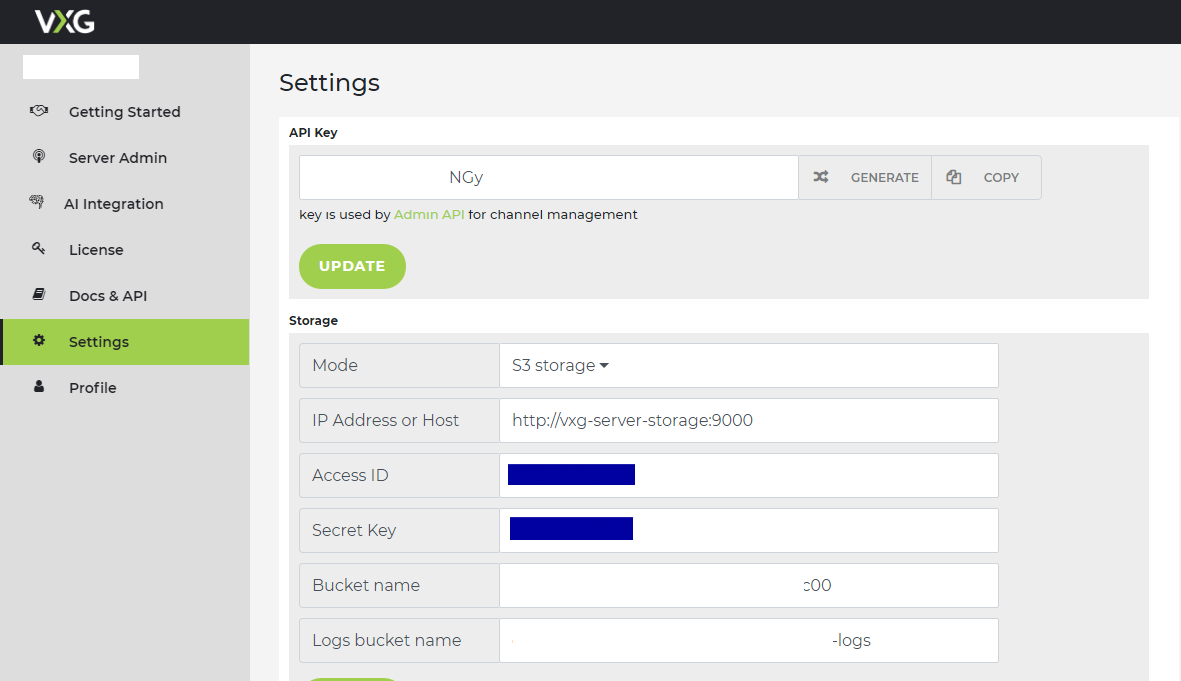 VXG
Getting Started
Server Admin
AI Integration
License
Docs & API
Settings
Profile
Settings
API Key
NGy
GENERATE
COPY
key is used by Admin API for channel management
UPDATE
Storage
Mode
S3 storage
IP Address or Host
http://vxg-server-storage:9000
Access ID
Secret Key
Bucket name
c00
Logs bucket name
-logs